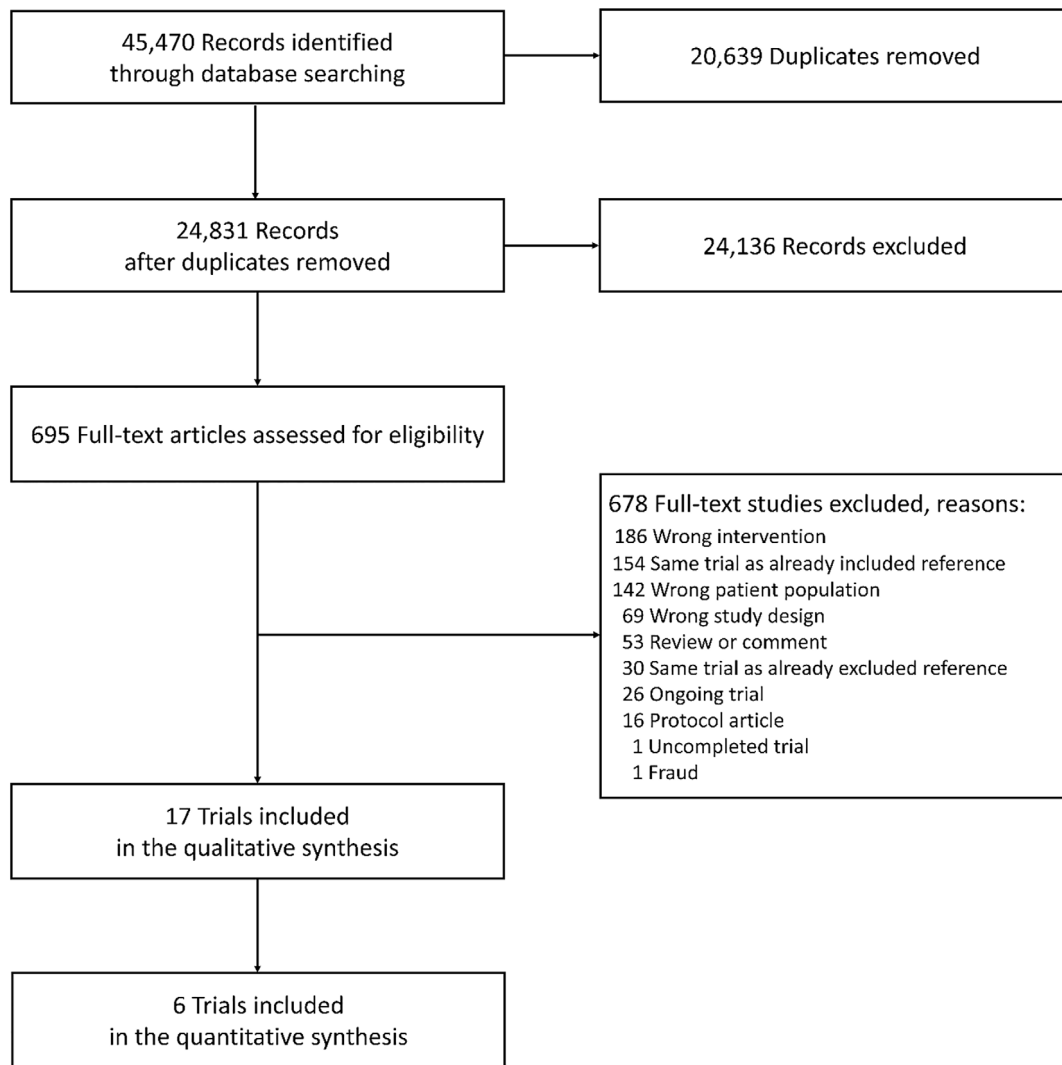 45,470 Records identified
through database searching
20,639 Duplicates removed
24,831 Records
after duplicates removed
24,136 Records excluded
695 Full-text articles assessed for eligibility
678 Full-text studies excluded, reasons:
186 Wrong intervention
154 Same trial as already included reference
142 Wrong patient population
69 Wrong study design
53 Review or comment
30 Same trial as already excluded reference
26 Ongoing trial
16 Protocol article
1 Uncompleted trial
1 Fraud
17 Trials included
in the qualitative synthesis
6 Trials included
in the quantitative synthesis